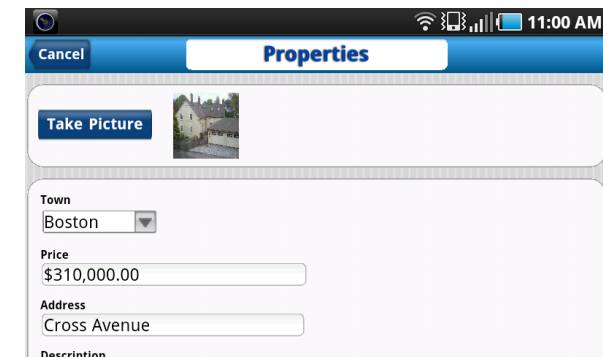 11:00 AM
Cancel
Properties
Take Picture
Town
Boston
Price
$310,000.00
Address
Cross Avenue
Description